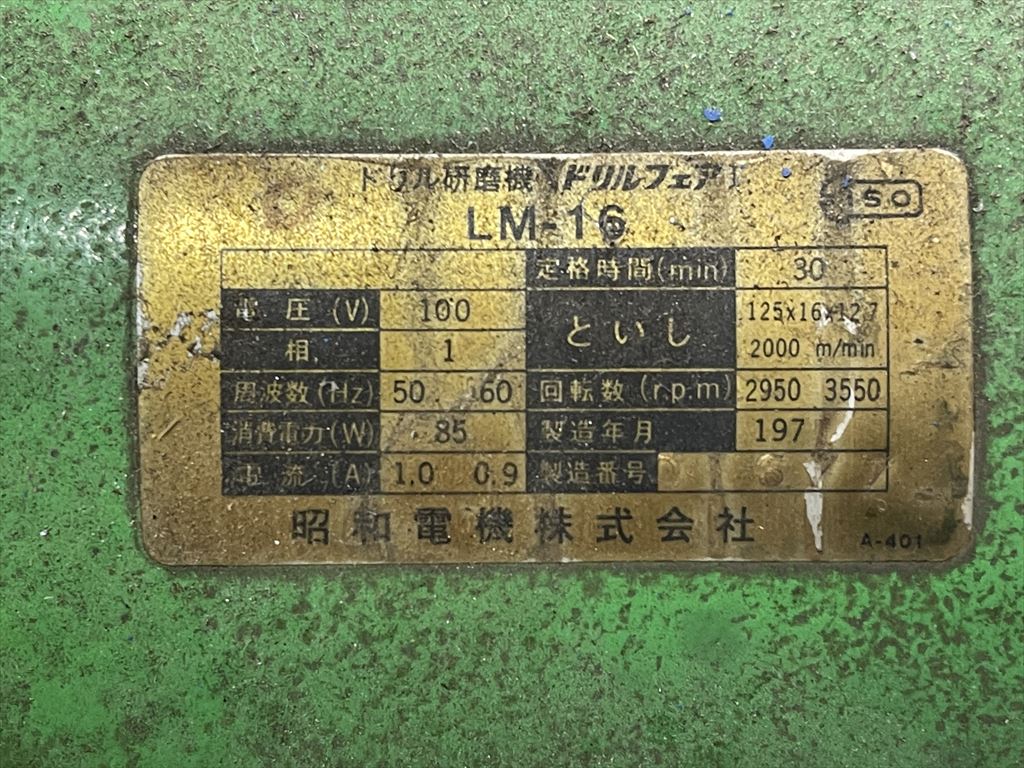 ドリル研磨機 ドリルフェアI
ISO
LM-16
定格時間(min) 30
電圧(V) 100 といし 125x16x12.7
相 1 2000 m/min
周波数(Hz) 50 60 回転数(r.p.m) 2950 3550
消費電力(W) 85 製造年月 197
電流(A) 1.0 0.9 製造番号
昭和電機株式会社
A-401